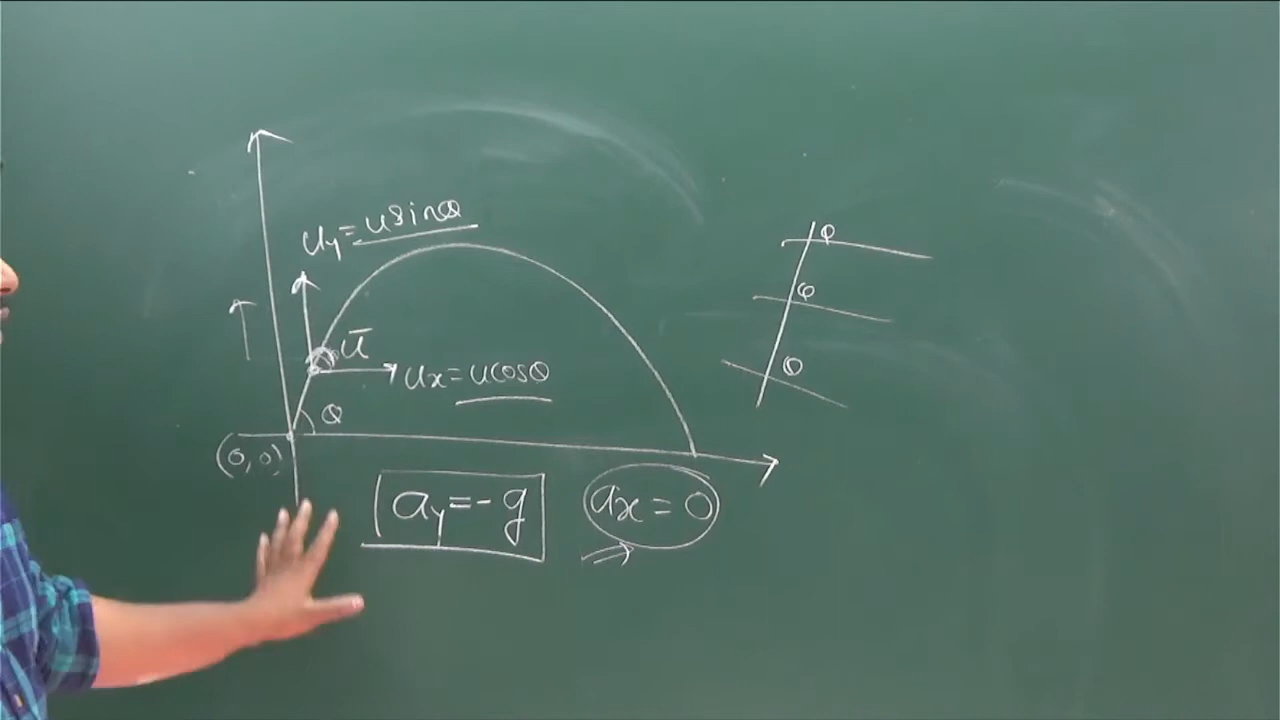 uy = u sinθ
ū
ux = u cosθ
θ
(0,0)
ay = -g
ax = 0
θ
θ
θ